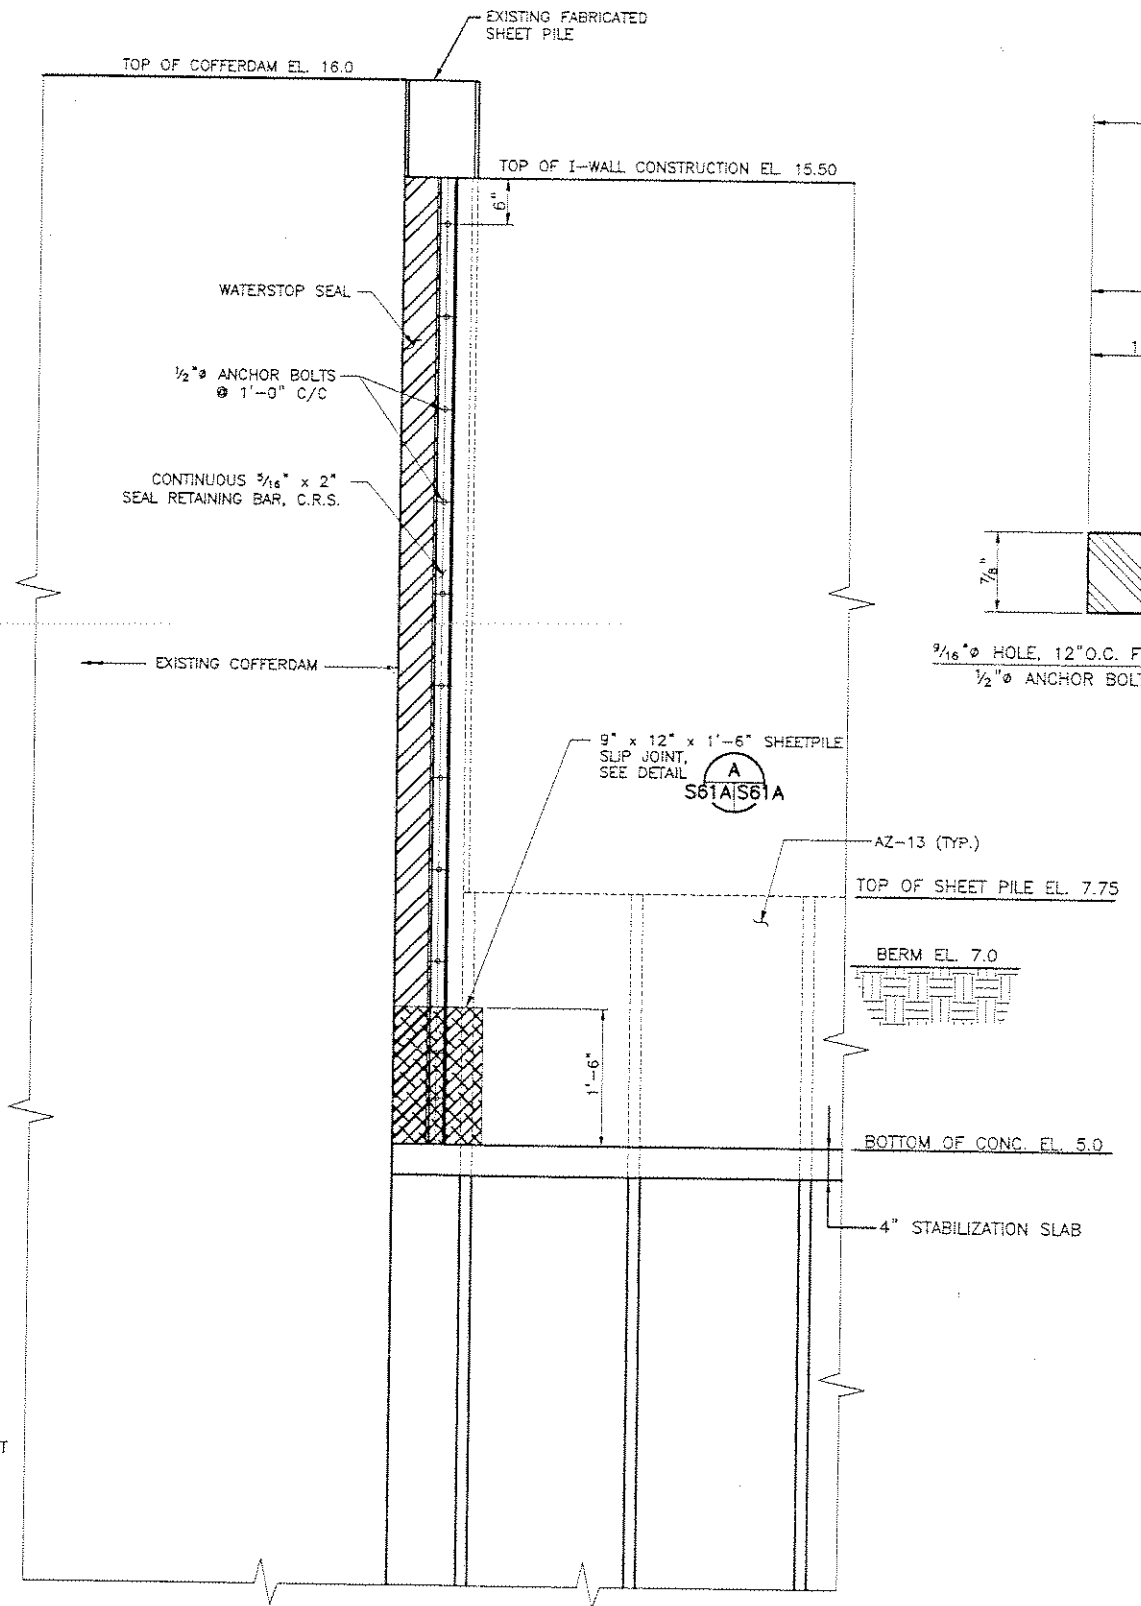 EXISTING FABRICATED
SHEET PILE
TOP OF COFFERDAM EL. 16.0
TOP OF I-WALL CONSTRUCTION EL. 15.50
6"
WATERSTOP SEAL
1/2"ø ANCHOR BOLTS
@ 1'-0" C/C
CONTINUOUS 5/16" x 2"
SEAL RETAINING BAR, C.R.S.
1
7/8"
9/16"ø HOLE, 12"O.C. F
1/2"ø ANCHOR BOLT
EXISTING COFFERDAM
9" x 12" x 1'-6" SHEETPILE
SLIP JOINT,
SEE DETAIL
A
S61A S61A
AZ-13 (TYP.)
TOP OF SHEET PILE EL. 7.75
BERM EL. 7.0
1'-6"
BOTTOM OF CONC. EL. 5.0
4" STABILIZATION SLAB
T